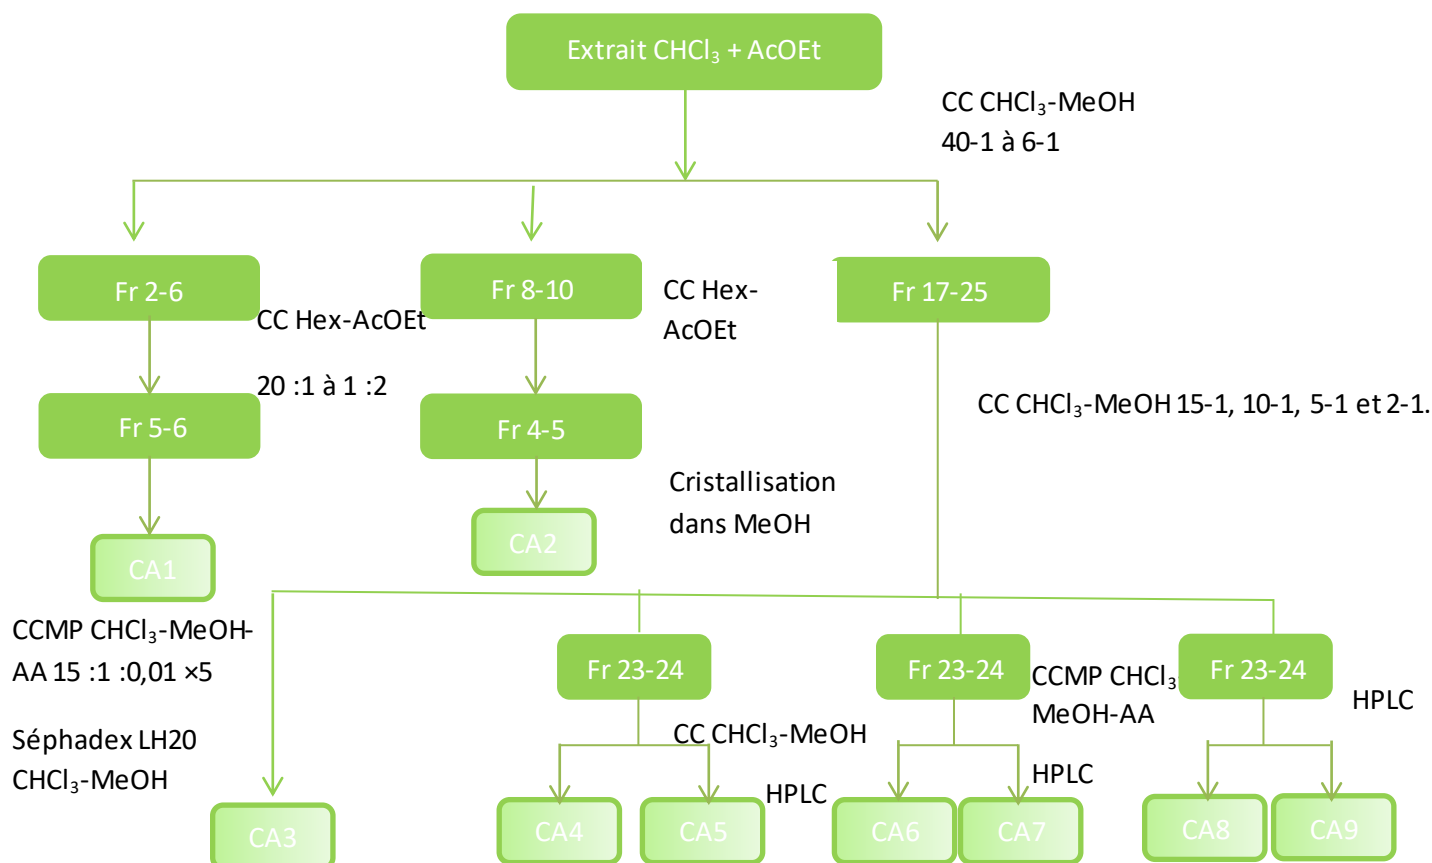 Extrait CHCl₃ + AcOEt
CC CHCl₃-MeOH
40-1 à 6-1
Fr 2-6
Fr 8-10
Fr 17-25
CC Hex-AcOEt
20 :1 à 1 :2
CC Hex-
AcOEt
Fr 5-6
Fr 4-5
CC CHCl₃-MeOH 15-1, 10-1, 5-1 et 2-1.
Cristallisation
dans MeOH
CA1
CA2
CCMP CHCl₃-MeOH-
AA 15 :1 :0,01 ×5
Séphadex LH20
CHCl₃-MeOH
Fr 23-24
Fr 23-24
Fr 23-24
CC CHCl₃-MeOH
HPLC
CCMP CHCl₃-
MeOH-AA
HPLC
HPLC
CA3
CA4
CA5
CA6
CA7
CA8
CA9